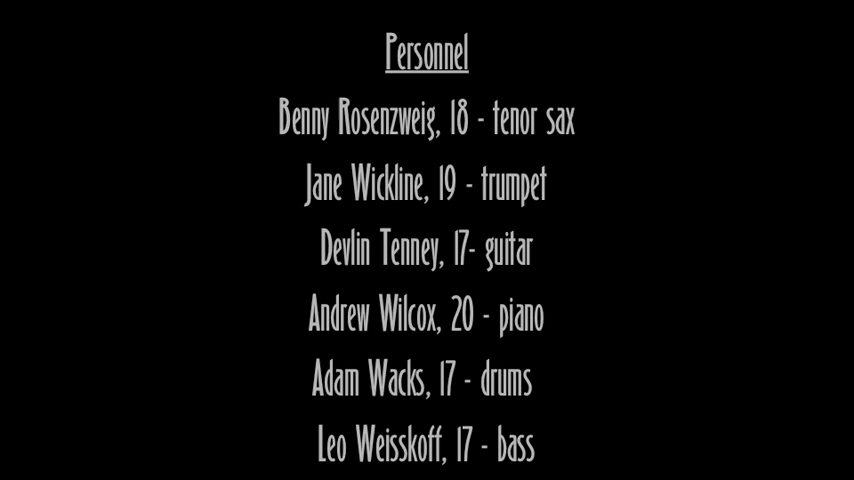 Personnel
Benny Rosenzweig, 18 - tenor sax
Jane Wickline, 19 - trumpet
Devlin Tenney, 17- guitar
Andrew Wilcox, 20 - piano
Adam Wacks, 17 - drums
Leo Weisskoff, 17 - bass